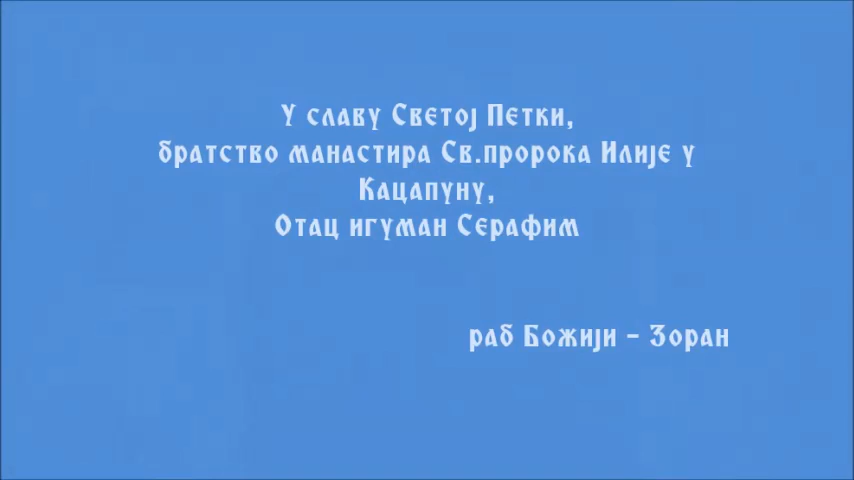 У славу Светој Петки,
братство манастира Св.пророка Илије у
Кацапуну,
Отац игуман Серафим
раб Божији - Зоран